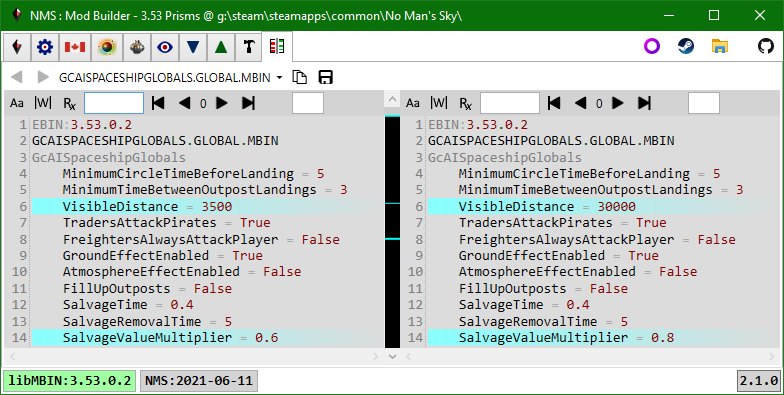 NMS : Mod Builder - 3.53 Prisms @ g:\steam\steamapps\common\No Man's Sky\
GCAISPACESHIPGLOBALS.GLOBAL.MBIN
Aa |W| Rx 0
1 EBIN:3.53.0.2
2 GCAISPACESHIPGLOBALS.GLOBAL.MBIN
3 GcAISpaceshipGlobals
4 MinimumCircleTimeBeforeLanding = 5
5 MinimumTimeBetweenOutpostLandings = 3
6 VisibleDistance = 3500
7 TradersAttackPirates = True
8 FreightersAlwaysAttackPlayer = False
9 GroundEffectEnabled = True
10 AtmosphereEffectEnabled = False
11 FillUpOutposts = False
12 SalvageTime = 0.4
13 SalvageRemovalTime = 5
14 SalvageValueMultiplier = 0.6
Aa |W| Rx 0
1 EBIN:3.53.0.2
2 GCAISPACESHIPGLOBALS.GLOBAL.MBIN
3 GcAISpaceshipGlobals
4 MinimumCircleTimeBeforeLanding = 5
5 MinimumTimeBetweenOutpostLandings = 3
6 VisibleDistance = 30000
7 TradersAttackPirates = True
8 FreightersAlwaysAttackPlayer = False
9 GroundEffectEnabled = True
10 AtmosphereEffectEnabled = False
11 FillUpOutposts = False
12 SalvageTime = 0.4
13 SalvageRemovalTime = 5
14 SalvageValueMultiplier = 0.8
libMBIN:3.53.0.2 NMS:2021-06-11 2.1.0